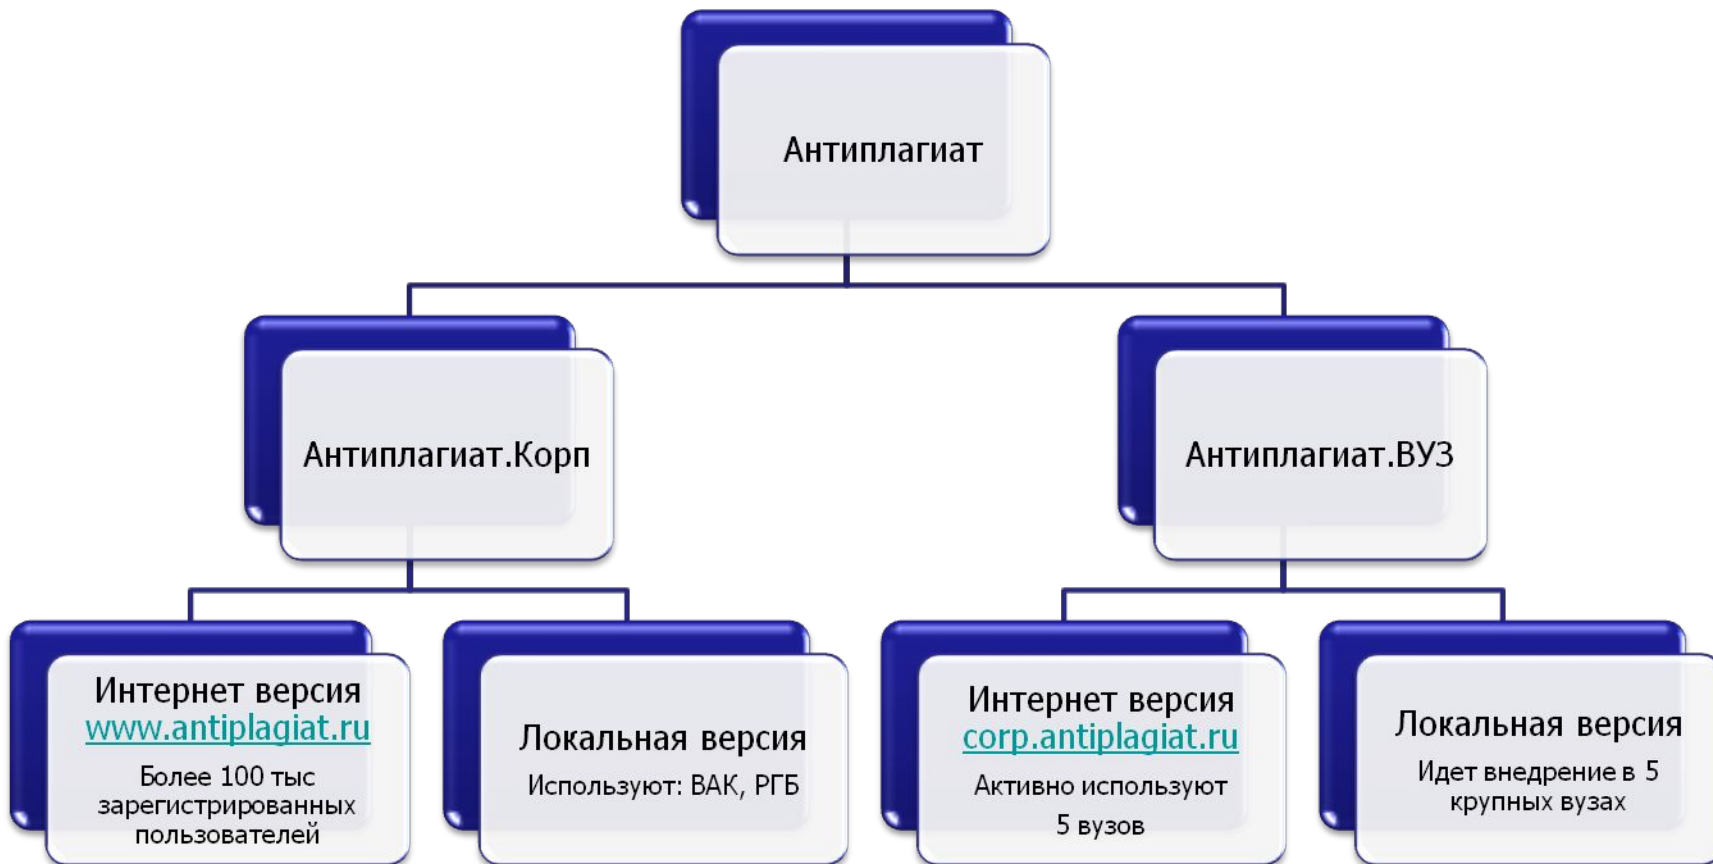 Антиплагиат
Антиплагиат.Корп
Антиплагиат.ВУЗ
Интернет версия
www.antiplagiat.ru
Более 100 тыс
зарегистрированных
пользователей
Локальная версия
Используют: ВАК, РГБ
Интернет версия
corp.antiplagiat.ru
Активно используют
5 вузов
Локальная версия
Идет внедрение в 5
крупных вузах